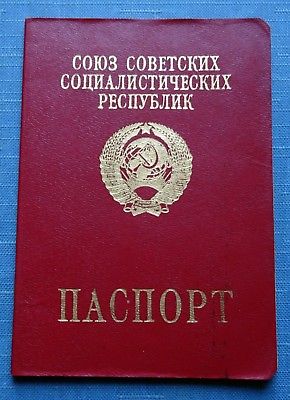 СОЮЗ СОВЕТСКИХ
СОЦИАЛИСТИЧЕСКИХ
РЕСПУБЛИК
ПАСПОРТ